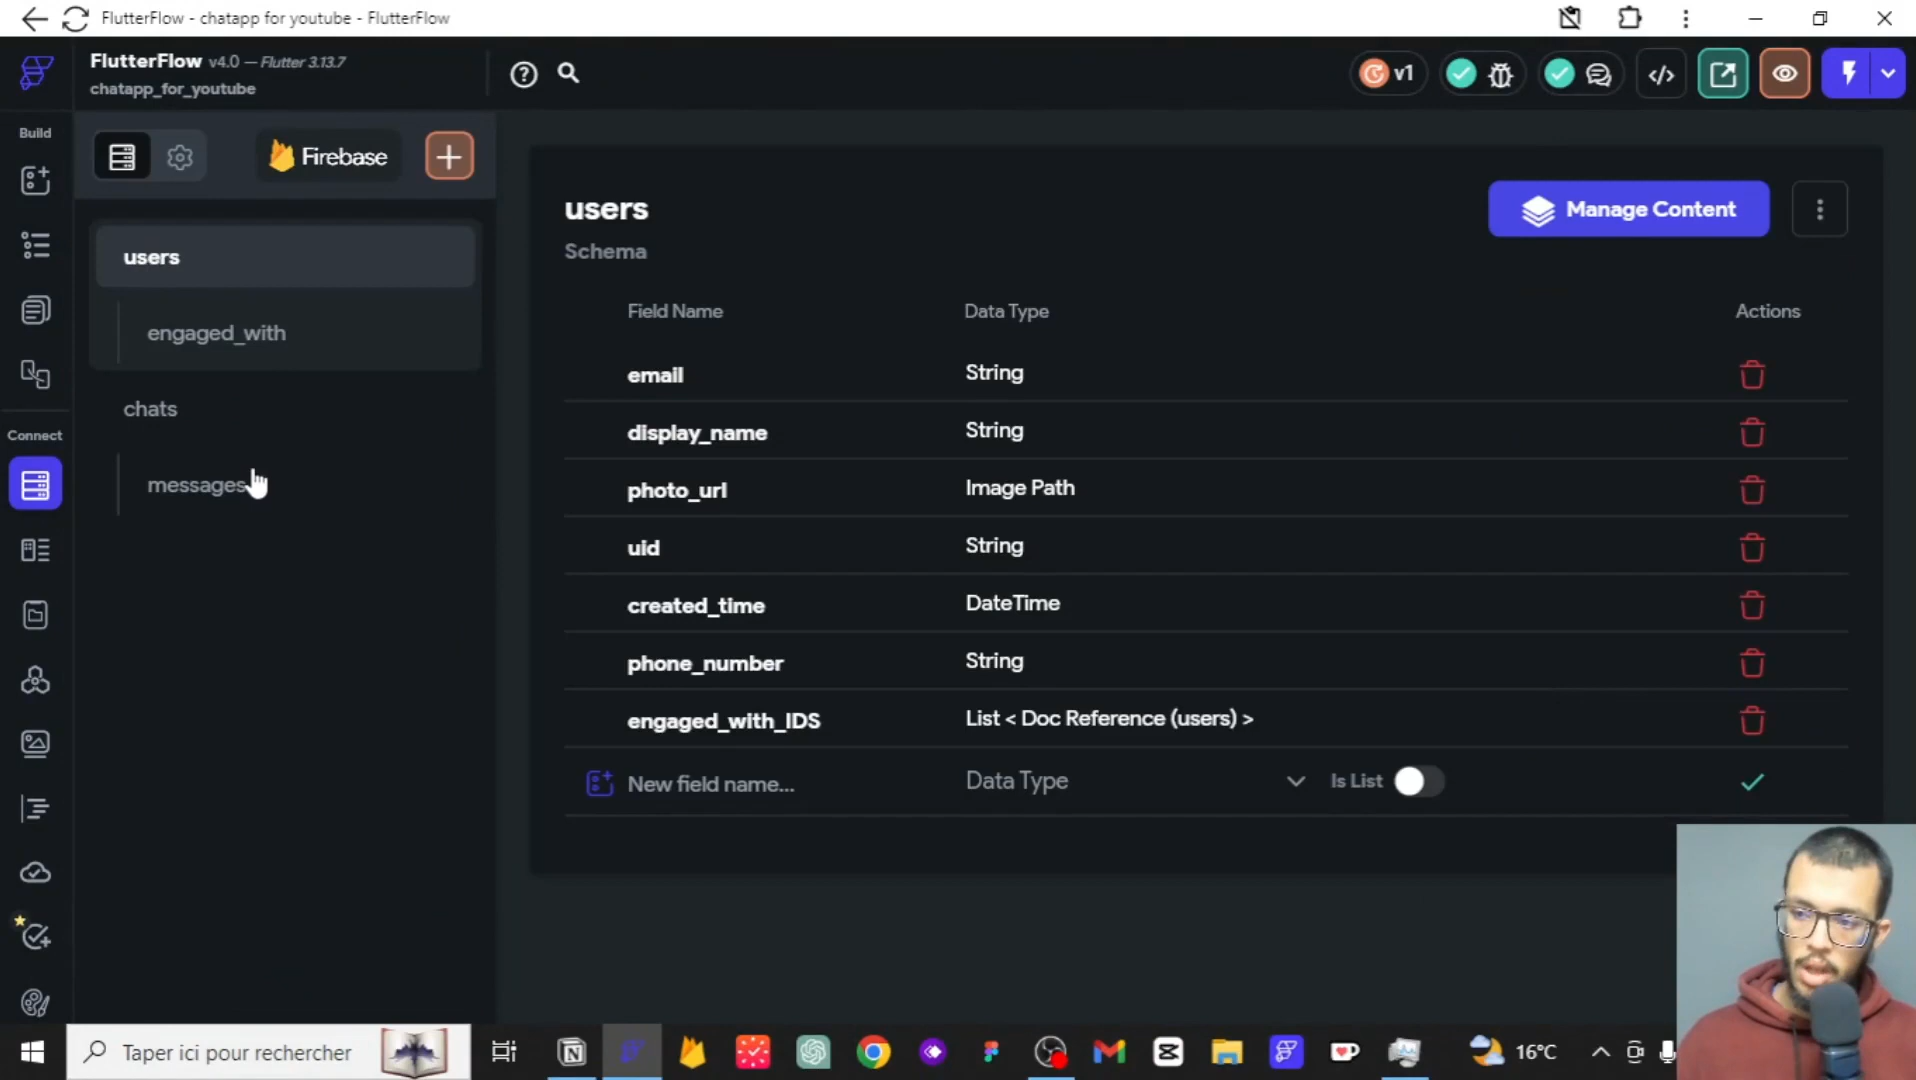 FlutterFlow - chatapp for youtube - FlutterFlow
FlutterFlow v4.0 — Flutter 3.13.7
chatapp_for_youtube
v1
Build
Firebase
users
engaged_with
chats
Connect
messages
users
Manage Content
Schema
Field Name Data Type Actions
email String
display_name String
photo_url Image Path
uid String
created_time DateTime
phone_number String
engaged_with_IDS List < Doc Reference (users) >
New field name... Data Type Is List
Taper ici pour rechercher
16°C